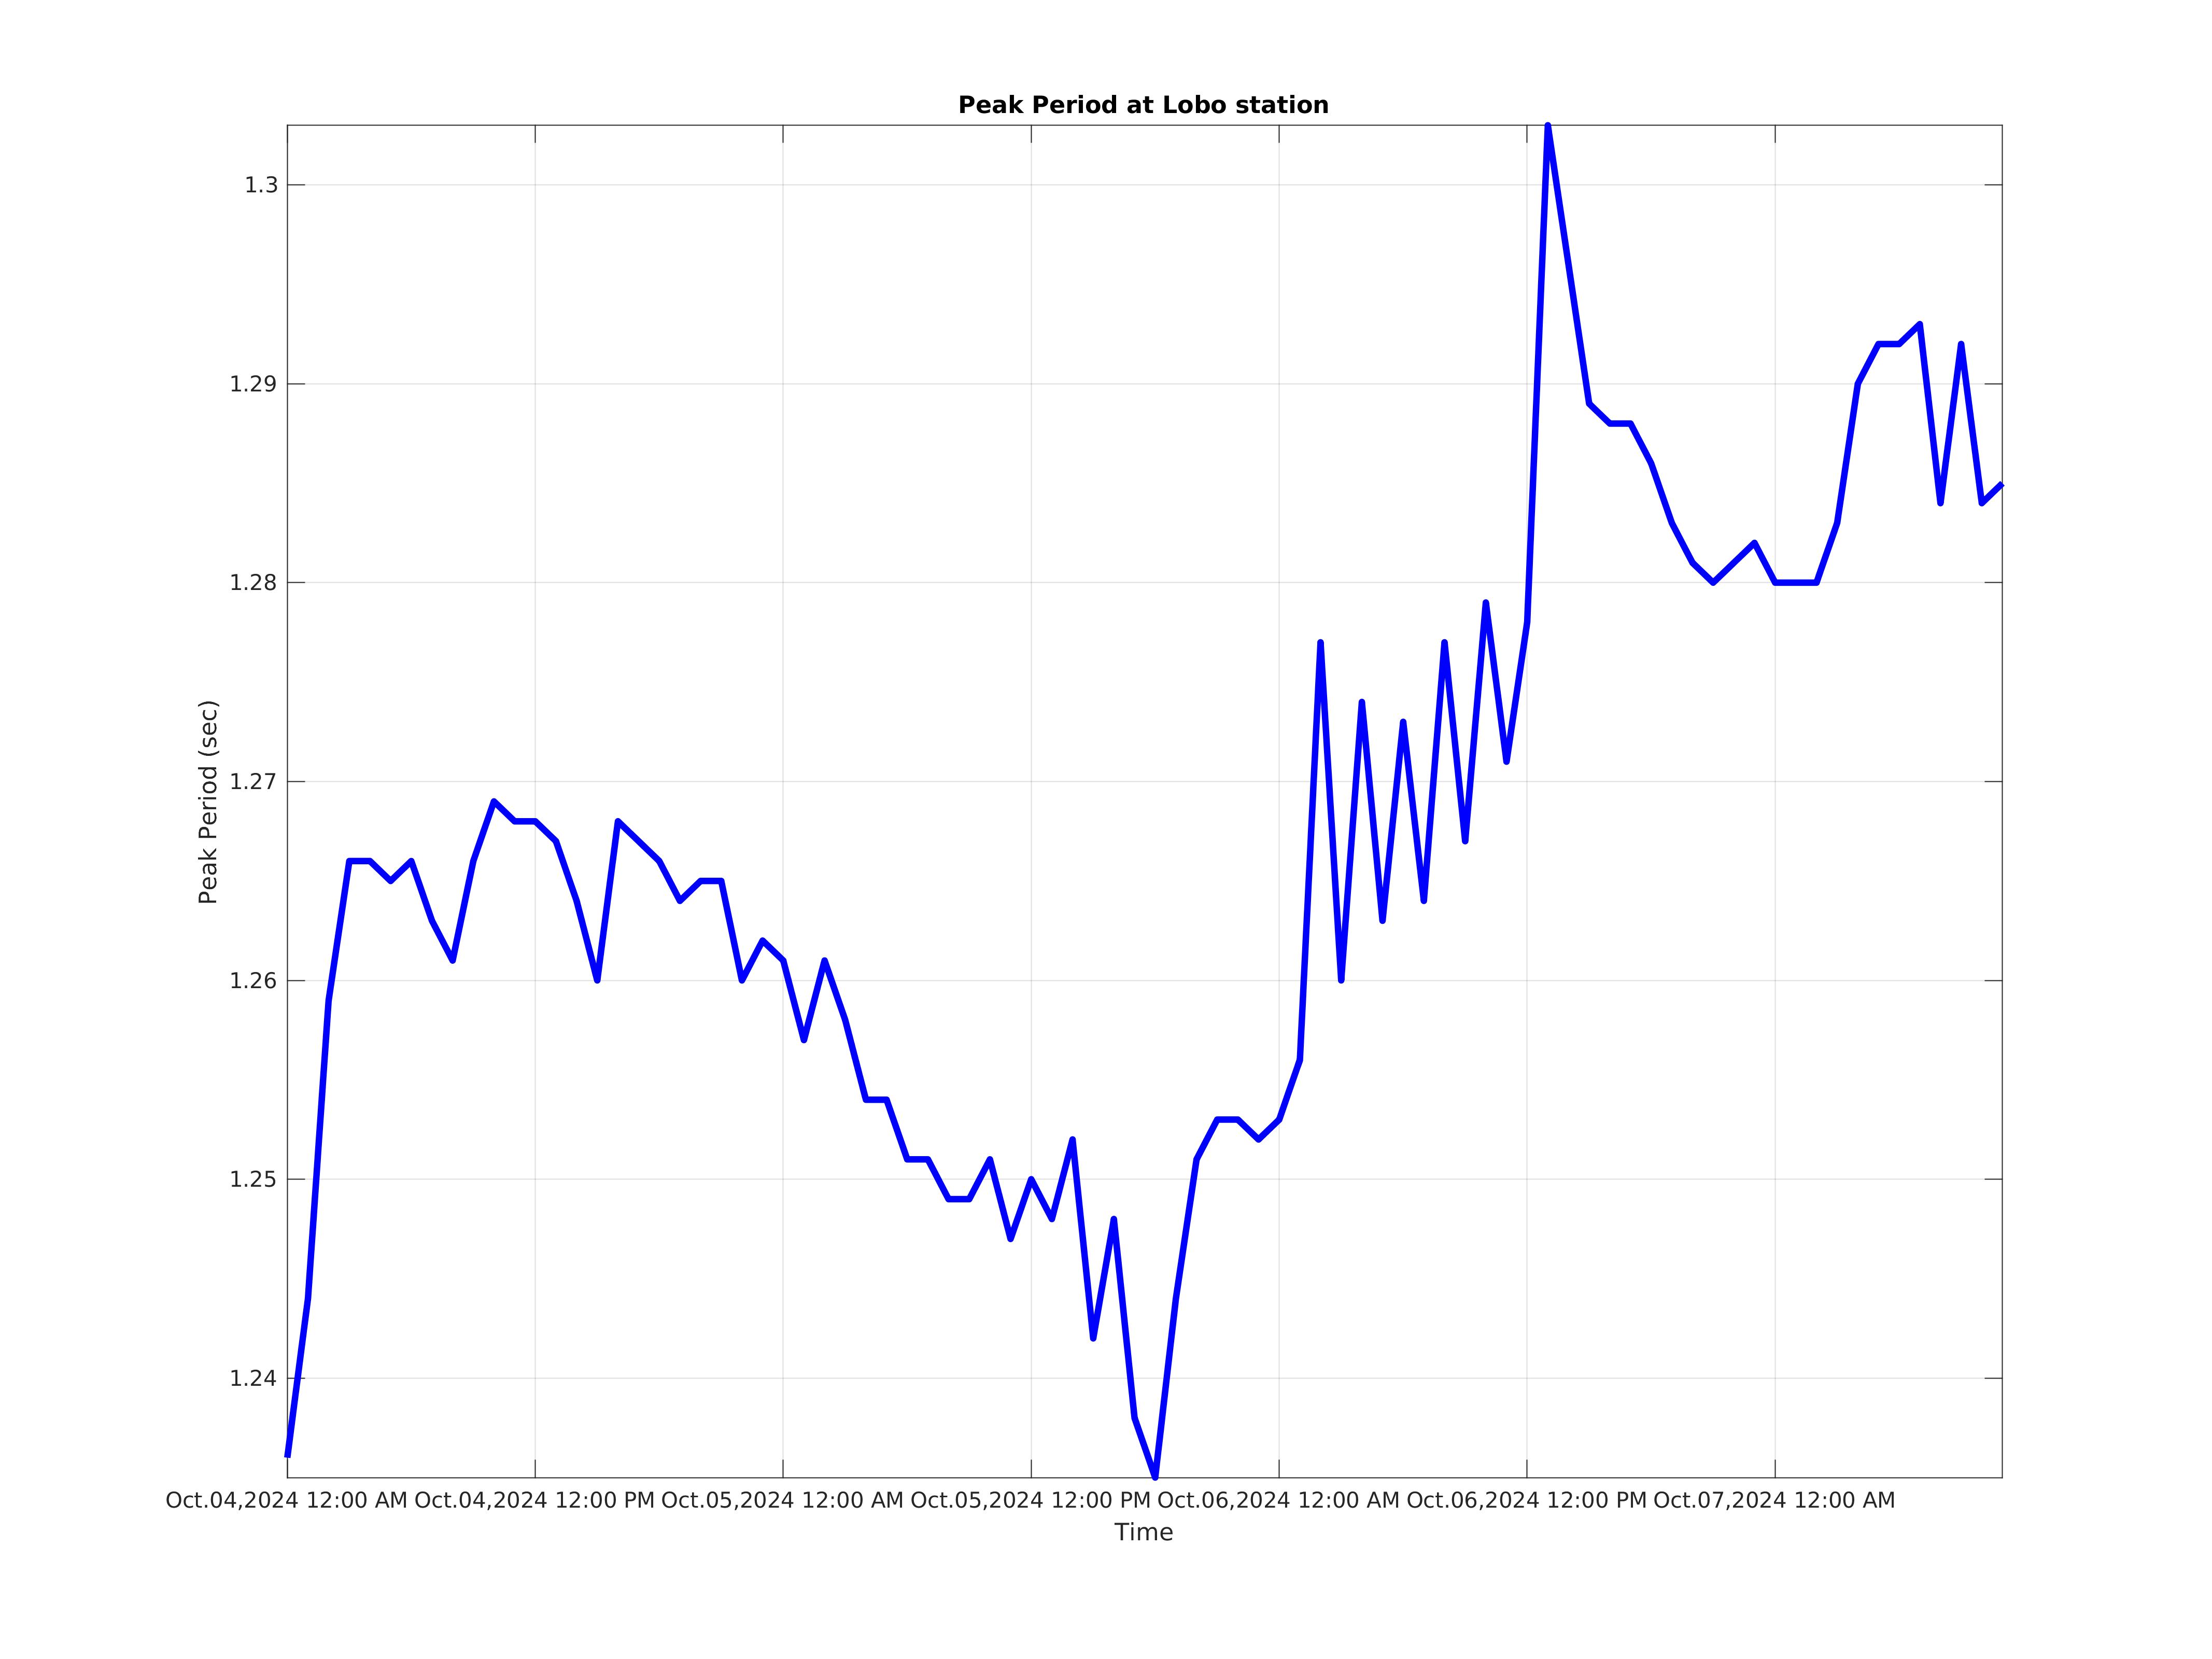 Peak Period at Lobo station
1.3
1.29
1.28
1.27
1.26
1.25
1.24
Peak Period (sec)
Oct.04,2024 12:00 AM Oct.04,2024 12:00 PM Oct.05,2024 12:00 AM Oct.05,2024 12:00 PM Oct.06,2024 12:00 AM Oct.06,2024 12:00 PM Oct.07,2024 12:00 AM
Time